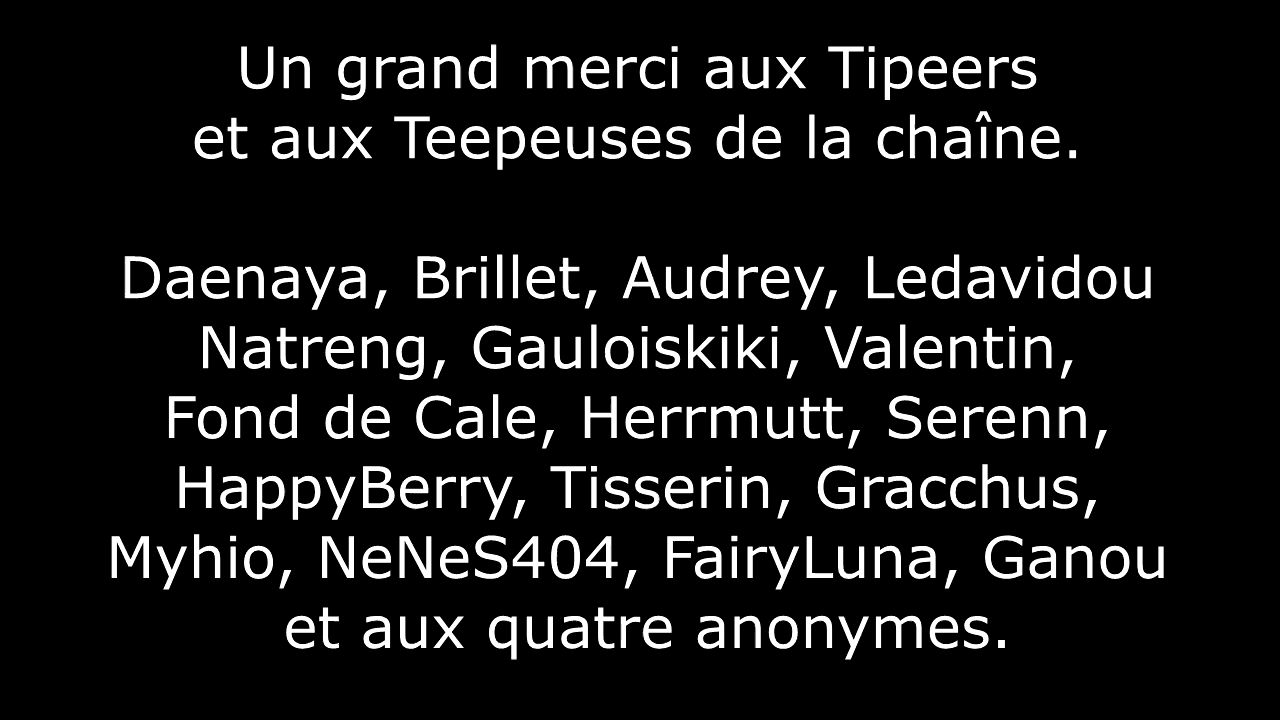 Un grand merci aux Tipeers
et aux Teepeuses de la chaîne.
Daenaya, Brillet, Audrey, Ledavidou
Natreng, Gauloiskiki, Valentin,
Fond de Cale, Herrmutt, Serenn,
HappyBerry, Tisserin, Gracchus,
Myhio, NeNeS404, FairyLuna, Ganou
et aux quatre anonymes.